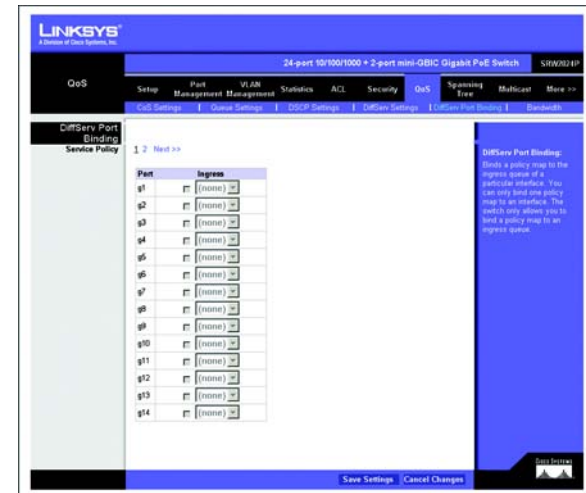 LINKSYS®
A Division of Cisco Systems, Inc.
24-port 10/100/1000 + 2-port mini-GBIC Gigabit PoE Switch
SRW2024P
QoS
Setup
Port Management
VLAN Management
Statistics
ACL
Security
QoS
Spanning Tree
Multicast
More >>
CoS Settings | Queue Settings | DSCP Settings | DiffServ Settings | DiffServ Port Binding | Bandwidth
DiffServ Port Binding
Service Policy
1 2 Next >>
Port Ingress
g1 (none)
g2 (none)
g3 (none)
g4 (none)
g5 (none)
g6 (none)
g7 (none)
g8 (none)
g9 (none)
g10 (none)
g11 (none)
g12 (none)
g13 (none)
g14 (none)
DiffServ Port Binding:
Binds a policy map to the
ingress queue of a
particular interface. You
can only bind one policy
map to an interface. The
switch only allows you to
bind a policy map to an
ingress queue.
Save Settings
Cancel Changes
CISCO SYSTEMS